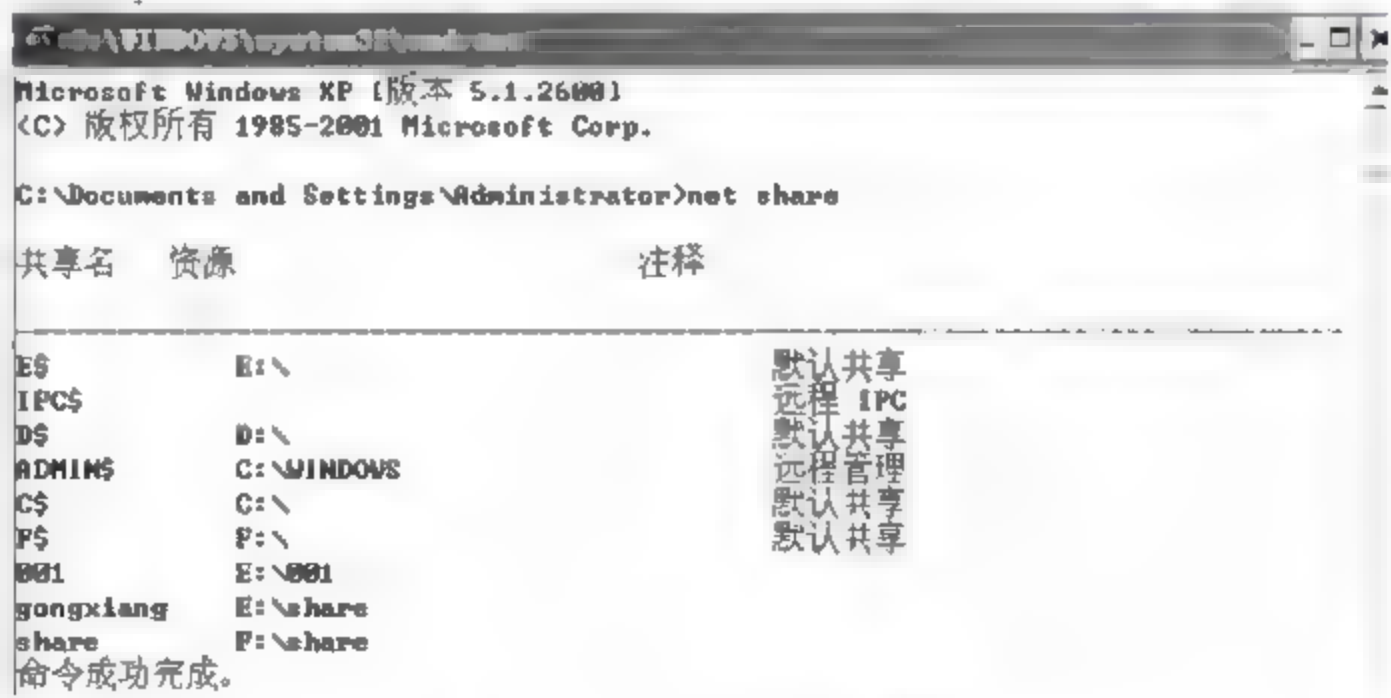 Microsoft Windows XP [版本 5.1.2600]
(C) 版权所有 1985-2001 Microsoft Corp.
C:\Documents and Settings\Administrator>net share
共享名 资源 注释
E$ E:\ 默认共享
IPC$ 远程 IPC
D$ D:\ 默认共享
ADMIN$ C:\WINDOWS 远程管理
C$ C:\ 默认共享
F$ F:\ 默认共享
001 E:\001
gongxiang E:\share
share F:\share
命令成功完成。